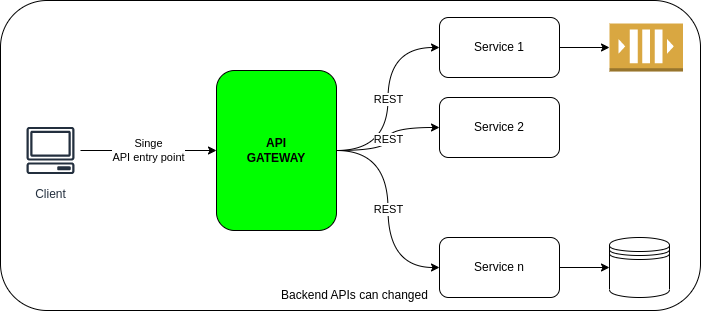 Client
Singe
API entry point
API
GATEWAY
REST
REST
REST
Service 1
Service 2
Service n
Backend APIs can changed